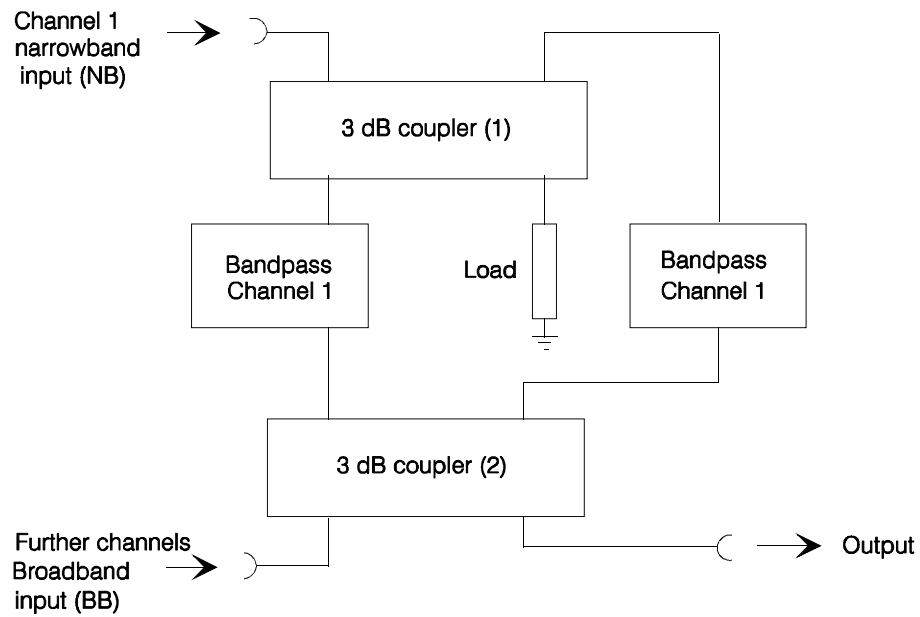 Channel 1
narrowband
input (NB)
3 dB coupler (1)
Bandpass
Channel 1
Load
Bandpass
Channel 1
3 dB coupler (2)
Further channels
Broadband
input (BB)
Output